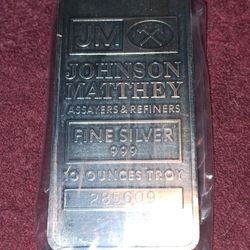 JM
JOHNSON
MATTHEY
ASSAYERS & REFINERS
FINE SILVER
999
10 OUNCES TROY
285609